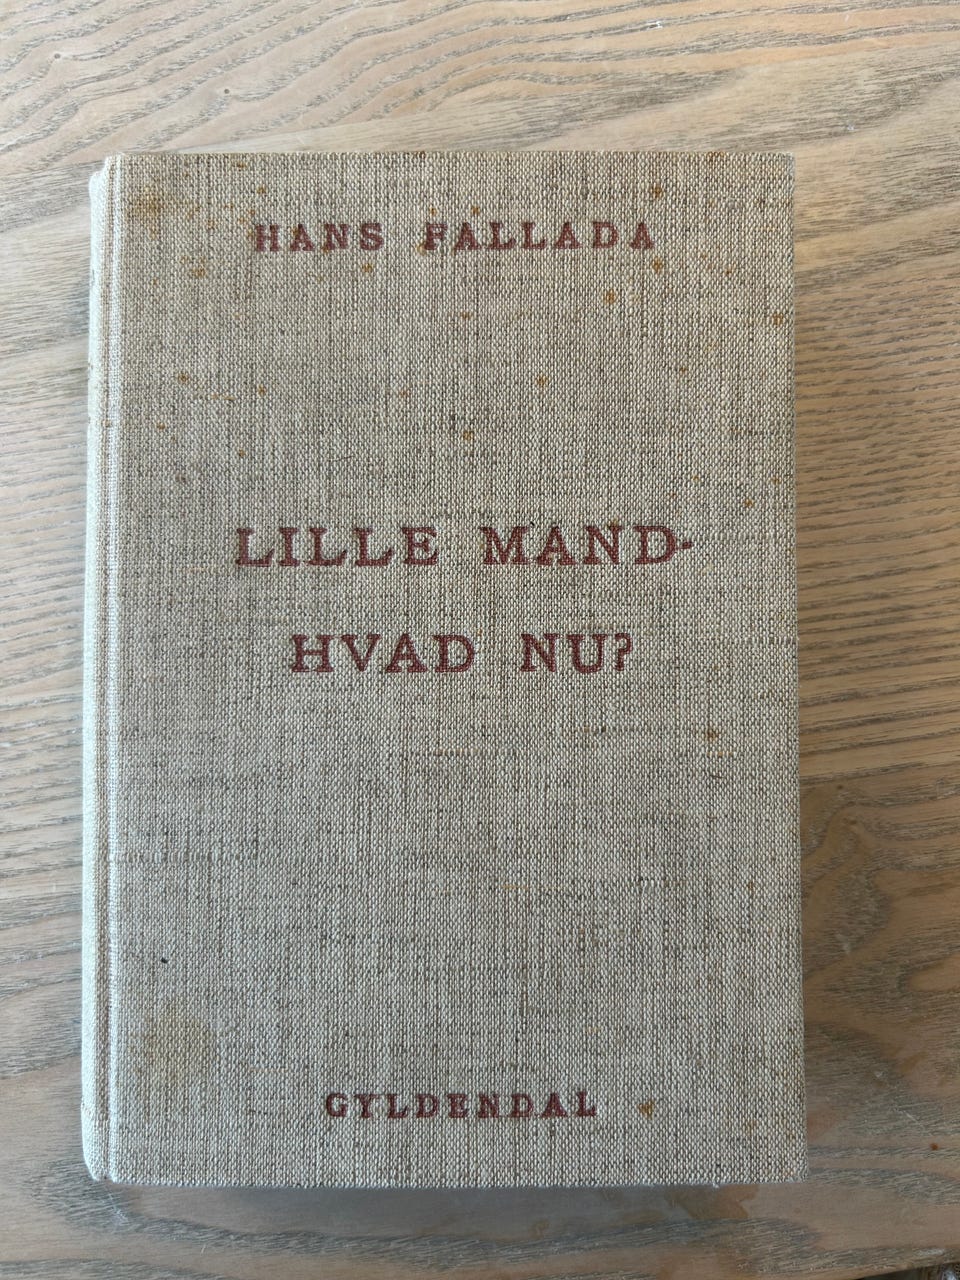 HANS FALLADA
LILLE MAND-
HVAD NU?
GYLDENDAL